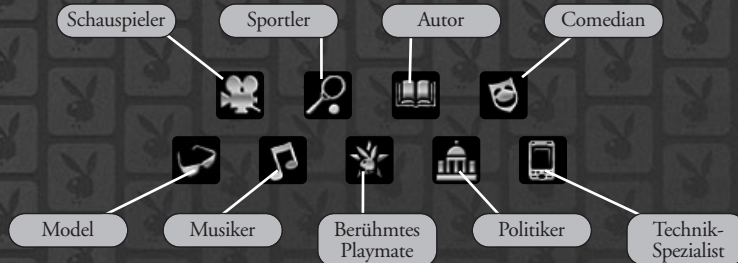 Schauspieler
Sportler
Autor
Comedian
Model
Musiker
Berühmtes
Playmate
Politiker
Technik-
Spezialist